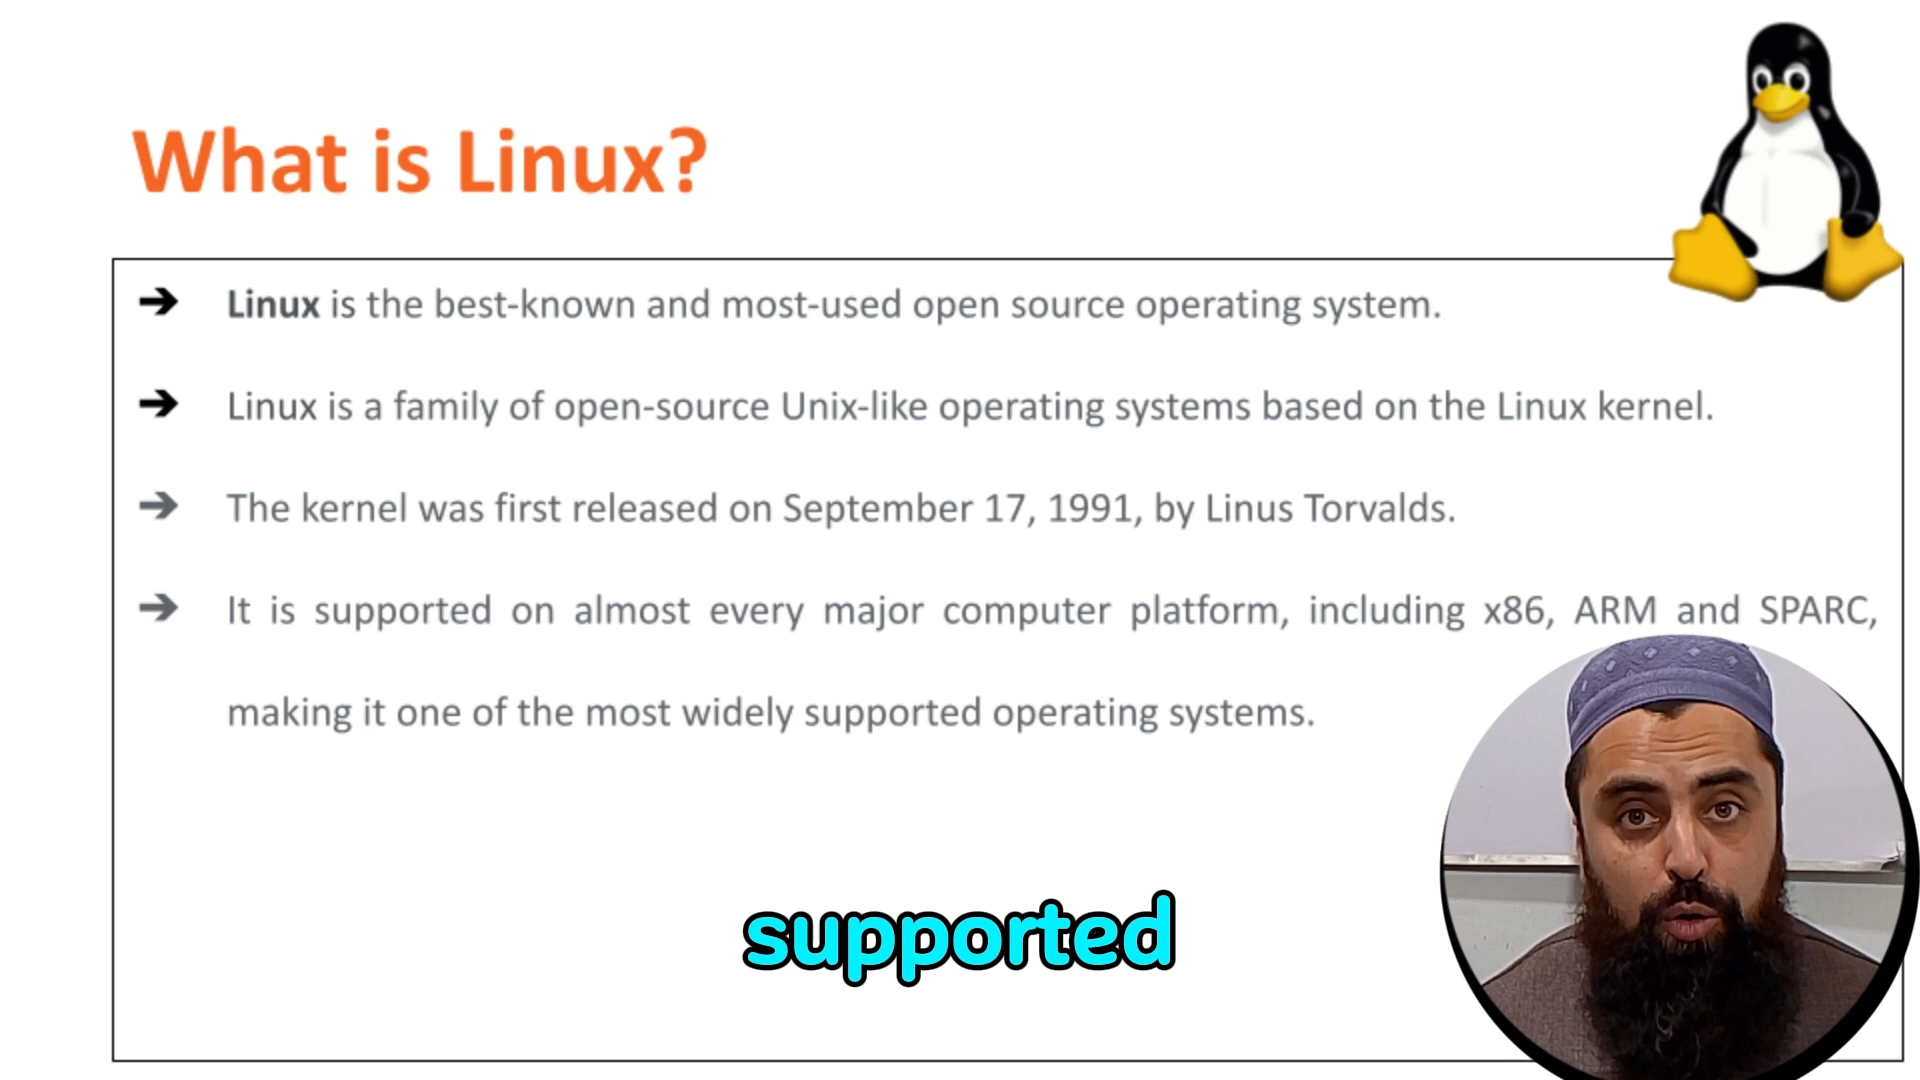 What is Linux?
➔ Linux is the best-known and most-used open source operating system.
➔ Linux is a family of open-source Unix-like operating systems based on the Linux kernel.
➔ The kernel was first released on September 17, 1991, by Linus Torvalds.
➔ It is supported on almost every major computer platform, including x86, ARM and SPARC,
making it one of the most widely supported operating systems.
supported